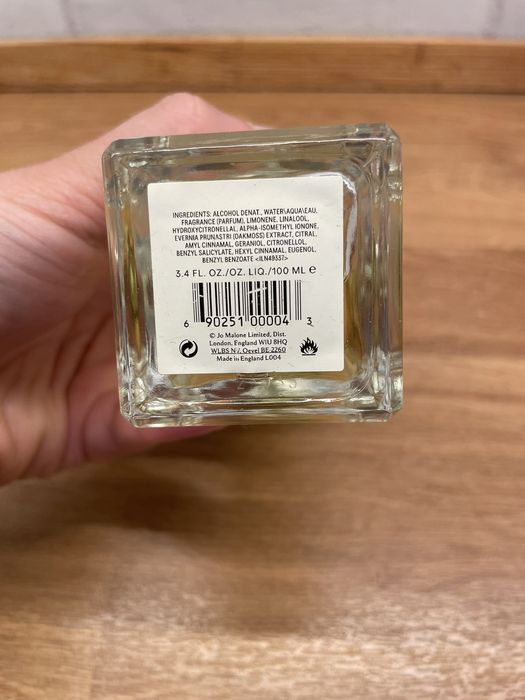 INGREDIENTS: ALCOHOL DENAT., WATER\AQUA\EAU,
FRAGRANCE (PARFUM), LIMONENE, LINALOOL,
HYDROXYCITRONELLAL, ALPHA-ISOMETHYL IONONE,
EVERNIA PRUNASTRI (OAKMOSS) EXTRACT, CITRAL,
AMYL CINNAMAL, GERANIOL, CITRONELLOL,
BENZYL SALICYLATE, HEXYL CINNAMAL, EUGENOL,
BENZYL BENZOATE <ILN49337>
3.4 FL. OZ./OZ. LIQ./100 ML e
6 90251 00004 3
© Jo Malone Limited, Dist.
London, England W1U 8HQ
WLBS N.V. Oevel BE-2260
Made in England L004